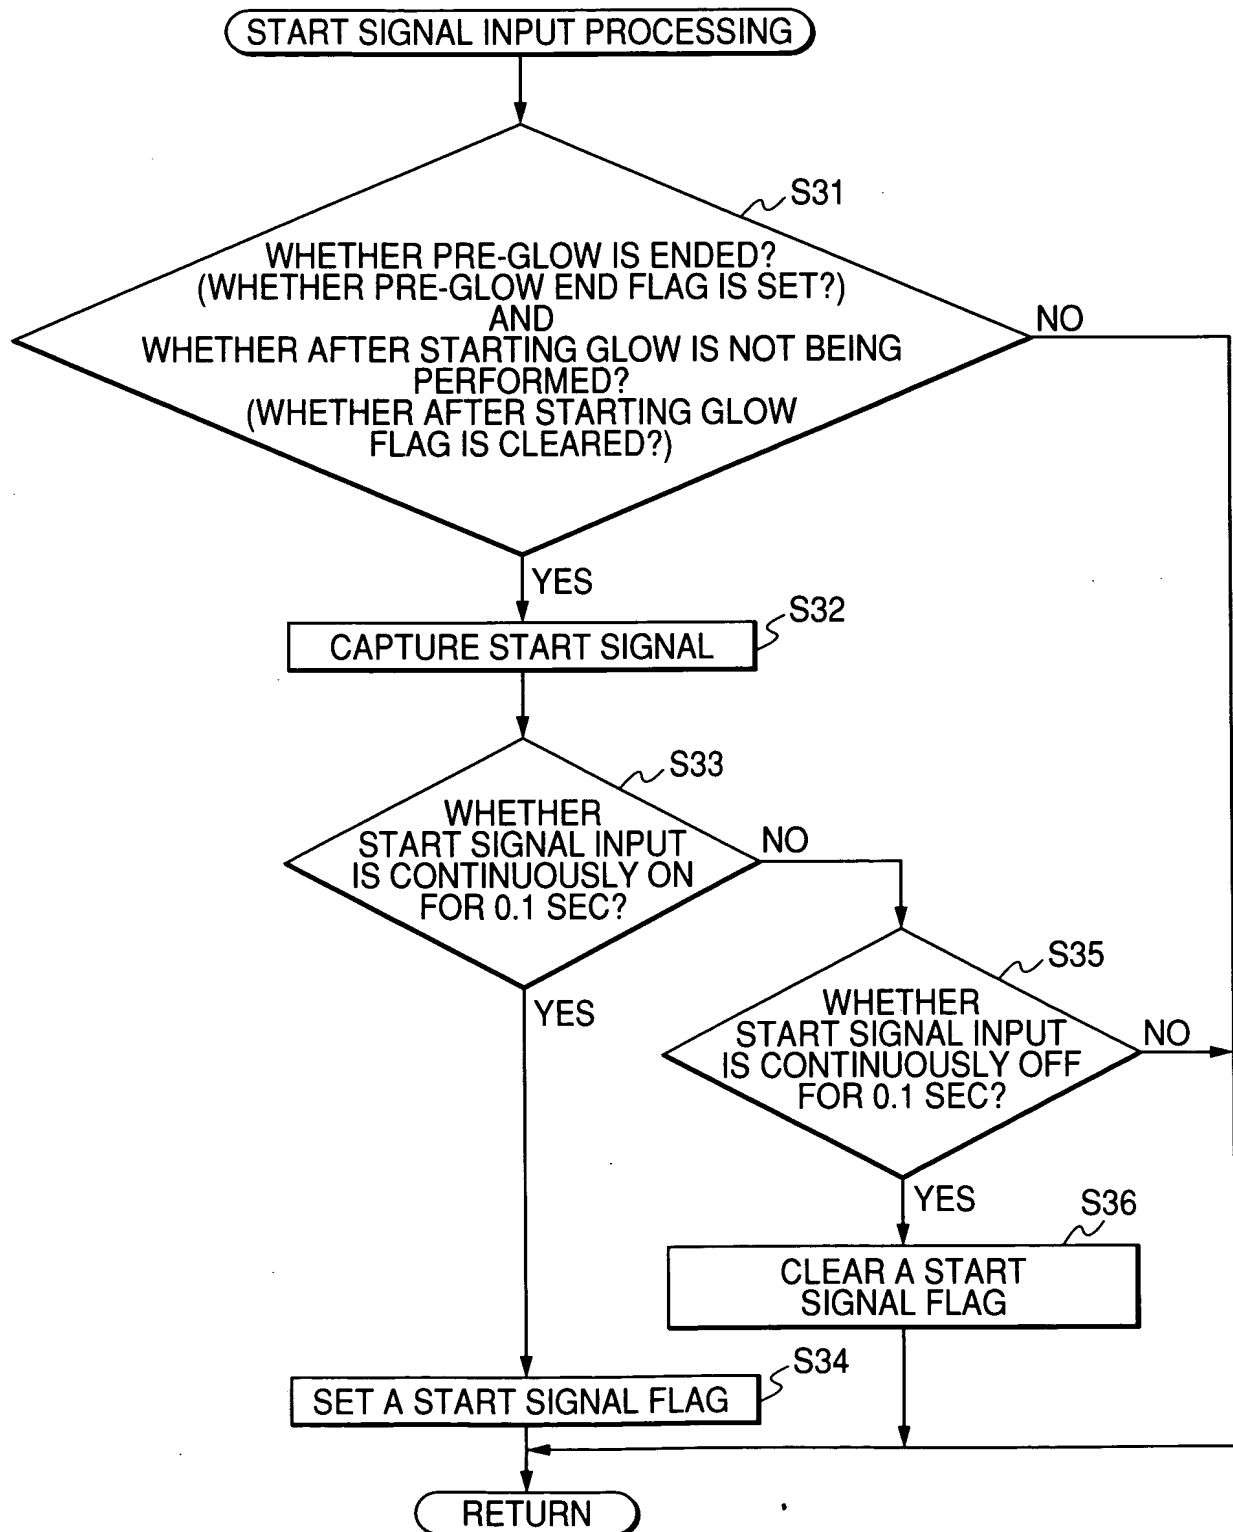 START SIGNAL INPUT PROCESSING
S31
WHETHER PRE-GLOW IS ENDED?
(WHETHER PRE-GLOW END FLAG IS SET?)
AND
WHETHER AFTER STARTING GLOW IS NOT BEING
PERFORMED?
(WHETHER AFTER STARTING GLOW
FLAG IS CLEARED?)
NO
YES
S32
CAPTURE START SIGNAL
S33
WHETHER
START SIGNAL INPUT
IS CONTINUOUSLY ON
FOR 0.1 SEC?
NO
YES
S35
WHETHER
START SIGNAL INPUT
IS CONTINUOUSLY OFF
FOR 0.1 SEC?
NO
YES
S36
CLEAR A START
SIGNAL FLAG
S34
SET A START SIGNAL FLAG
RETURN